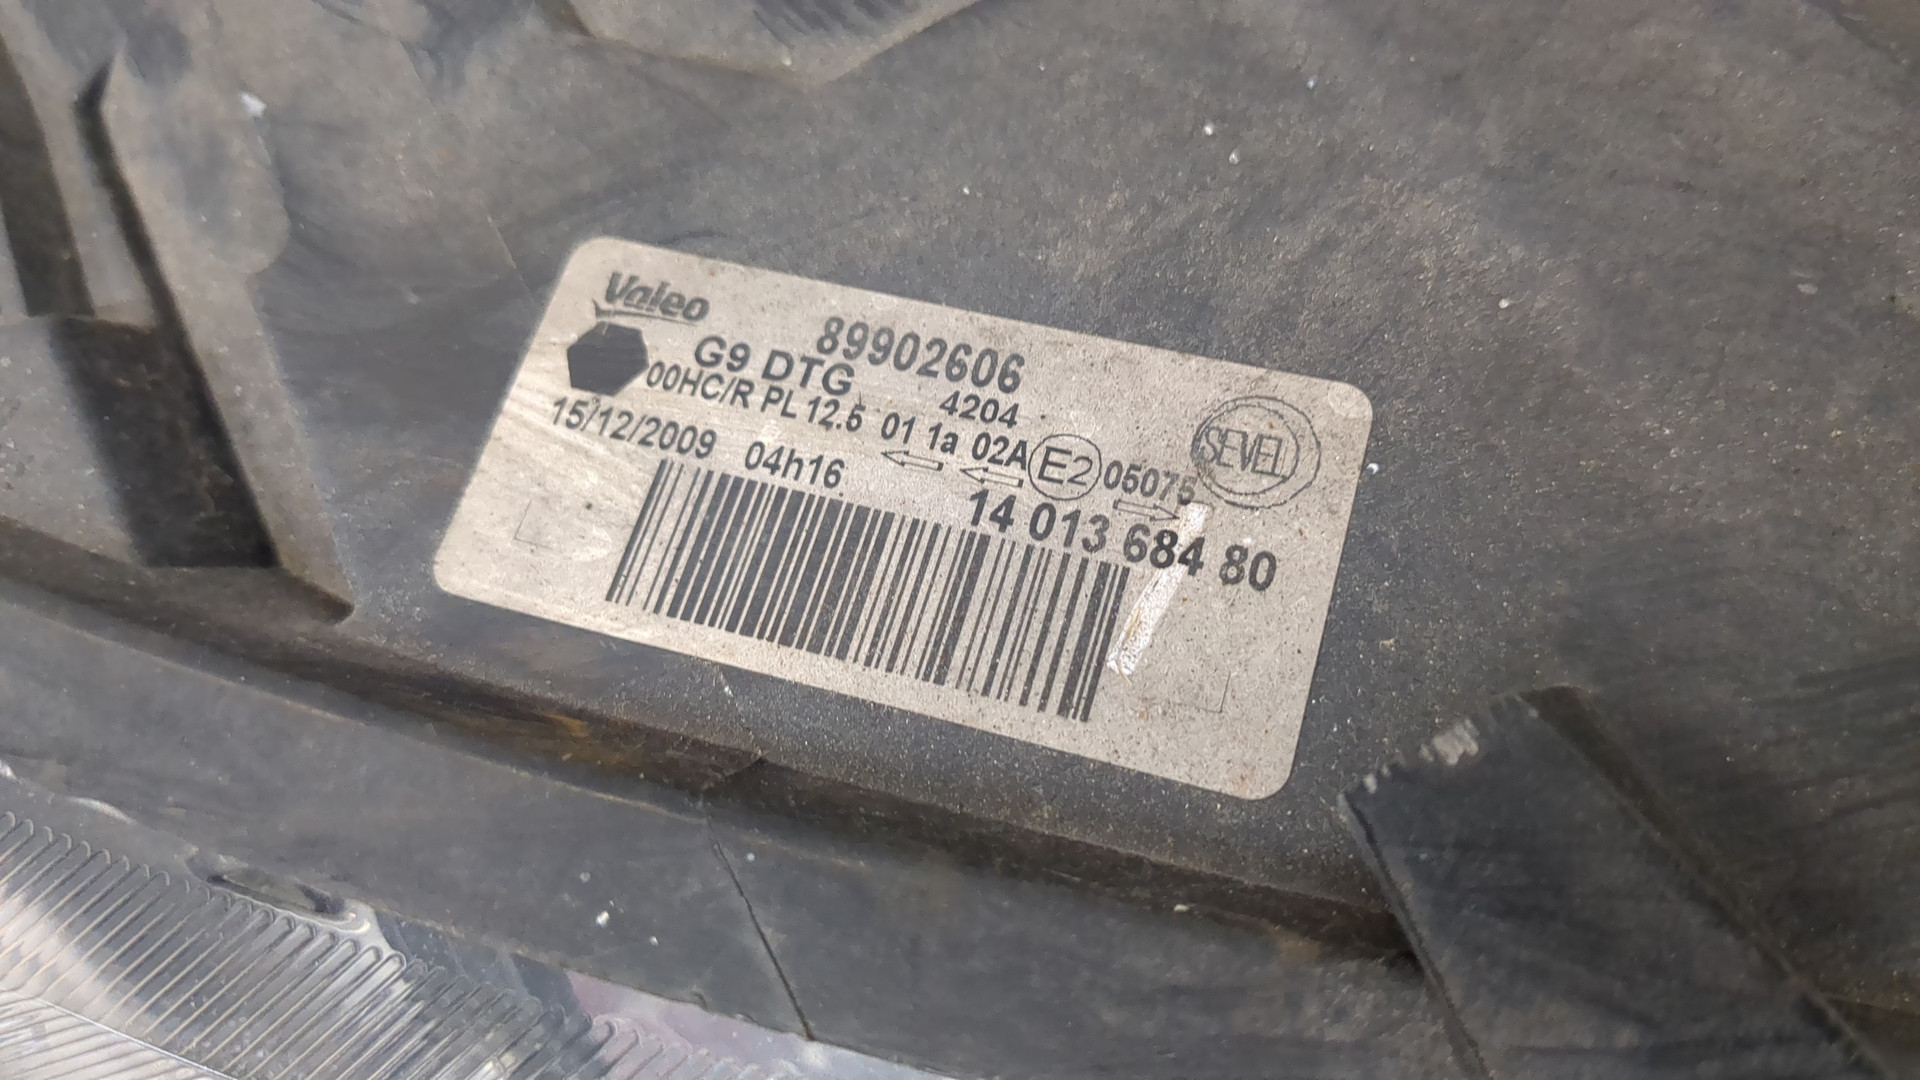 Valeo
89902606
G9 DTG 4204
00HC/R PL 12.5 01 1a 02A E2 05075
SEVEL
15/12/2009 04h16
14 013 684 80